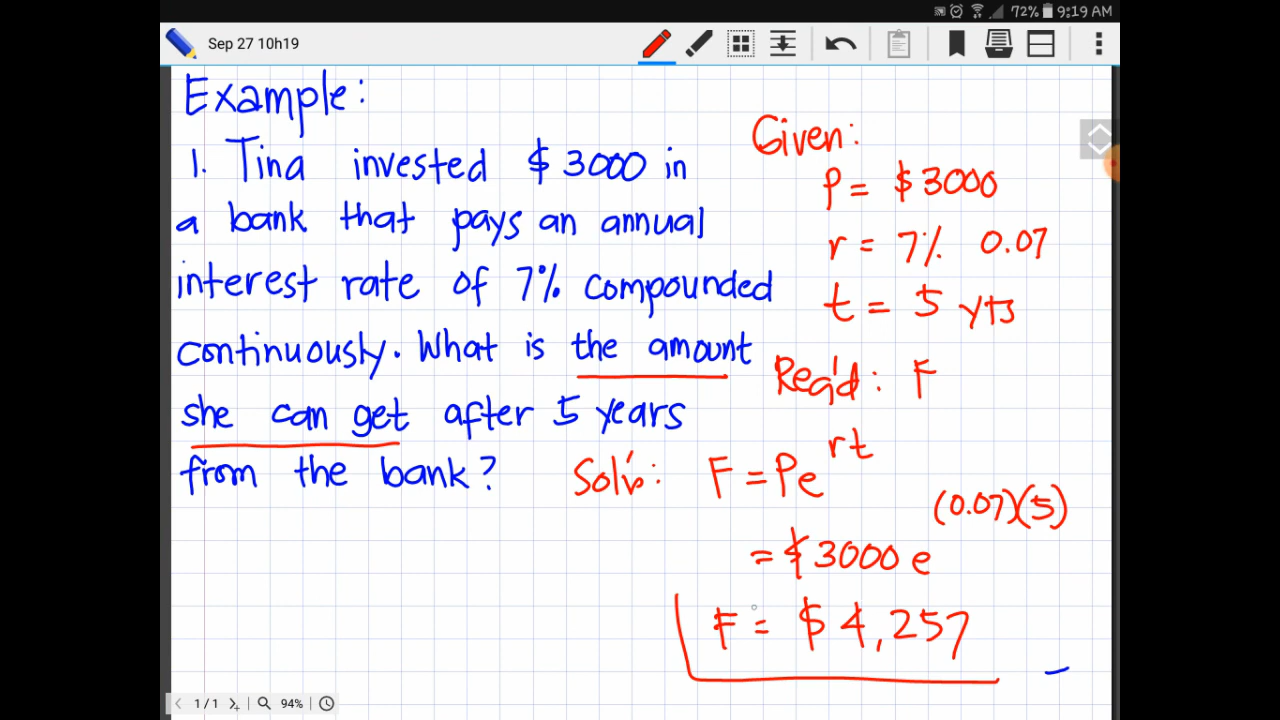 72% 9:19 AM
Sep 27 10h19
Example:
1. Tina invested $3000 in
a bank that pays an annual
interest rate of 7% compounded
continuously. What is the amount
she can get after 5 years
from the bank?
Given:
P = $3000
r = 7% 0.07
t = 5 yrs
Req'd: F
Sol'n: F = Pe^rt
= $3000 e^(0.07)(5)
F = $4,257
1/1 94%